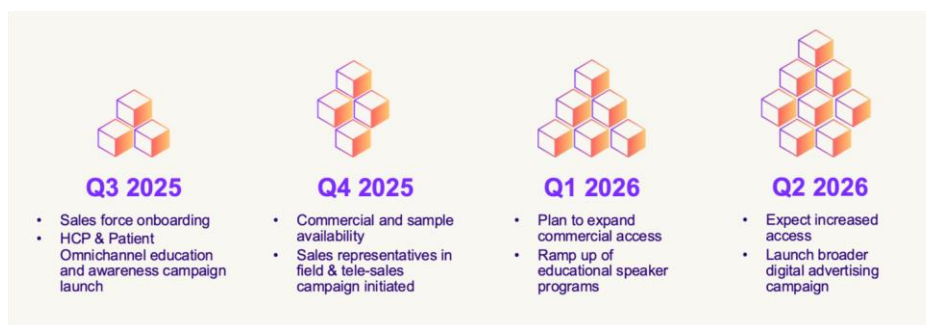 Q3 2025
• Sales force onboarding
• HCP & Patient
Omnichannel education
and awareness campaign
launch
Q4 2025
• Commercial and sample
availability
• Sales representatives in
field & tele-sales
campaign initiated
Q1 2026
• Plan to expand
commercial access
• Ramp up of
educational speaker
programs
Q2 2026
• Expect increased
access
• Launch broader
digital advertising
campaign